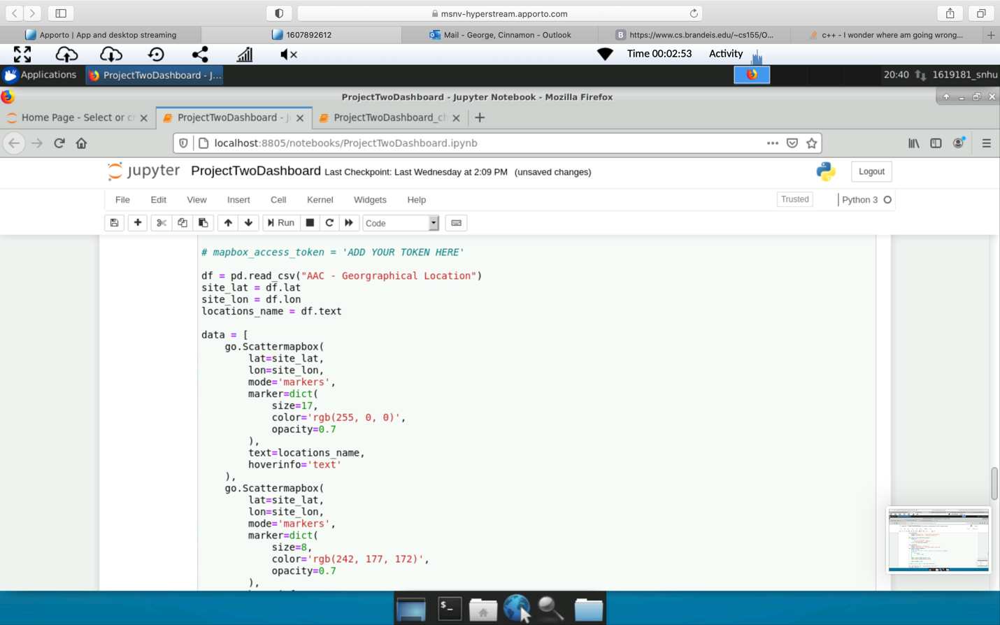 msnv-hyperstream.apporto.com
Apporto | App and desktop streaming
1607892612
Mail - George, Cinnamon - Outlook
B https://www.cs.brandeis.edu/~cs155/O...
c++ - I wonder where am going wrong...
Time 00:02:53 Activity
Applications
ProjectTwoDashboard - J...
20:40 1619181_snhu
ProjectTwoDashboard - Jupyter Notebook - Mozilla Firefox
Home Page - Select or c
ProjectTwoDashboard -
ProjectTwoDashboard_ch
localhost:8805/notebooks/ProjectTwoDashboard.ipynb
jupyter ProjectTwoDashboard Last Checkpoint: Last Wednesday at 2:09 PM (unsaved changes)
Logout
File Edit View Insert Cell Kernel Widgets Help
Trusted
Python 3
Run
Code
# mapbox_access_token = 'ADD YOUR TOKEN HERE'
df = pd.read_csv("AAC - Georgraphical Location")
site_lat = df.lat
site_lon = df.lon
locations_name = df.text
data = [
go.Scattermapbox(
lat=site_lat,
lon=site_lon,
mode='markers',
marker=dict(
size=17,
color='rgb(255, 0, 0)',
opacity=0.7
),
text=locations_name,
hoverinfo='text'
),
go.Scattermapbox(
lat=site_lat,
lon=site_lon,
mode='markers',
marker=dict(
size=8,
color='rgb(242, 177, 172)',
opacity=0.7
),
$_